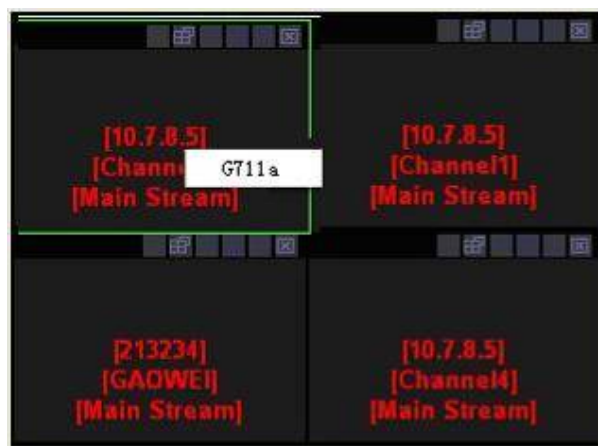 [10.7.8.5]
[Chann
[Main Stream]
G711a
[10.7.8.5]
[Channel1]
[Main Stream]
[213234]
[GAOWEI]
[Main Stream]
[10.7.8.5]
[Channel4]
[Main Stream]